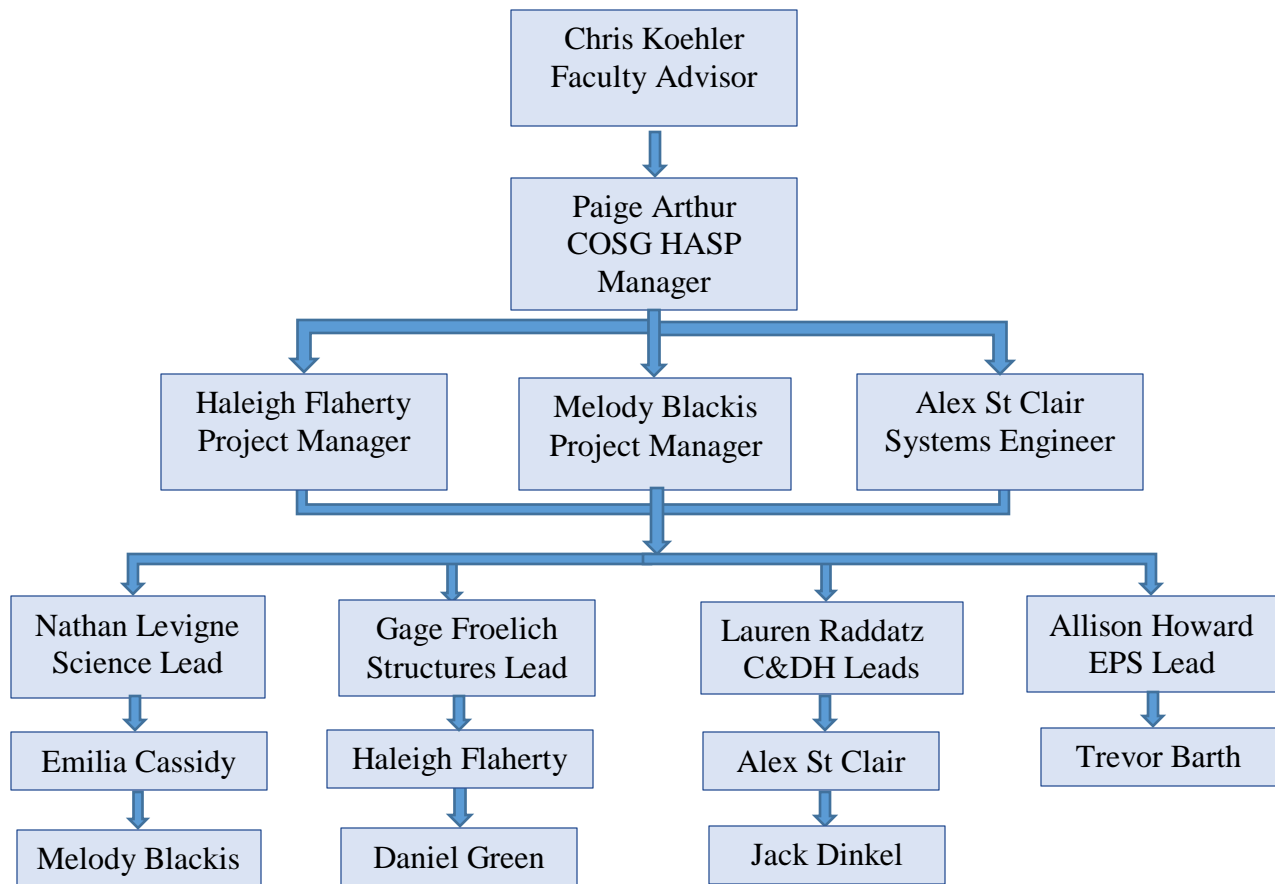 Chris Koehler
Faculty Advisor
Paige Arthur
COSG HASP
Manager
Haleigh Flaherty
Project Manager
Melody Blackis
Project Manager
Alex St Clair
Systems Engineer
Nathan Levigne
Science Lead
Gage Froelich
Structures Lead
Lauren Raddatz
C&DH Leads
Allison Howard
EPS Lead
Emilia Cassidy
Haleigh Flaherty
Alex St Clair
Trevor Barth
Melody Blackis
Daniel Green
Jack Dinkel